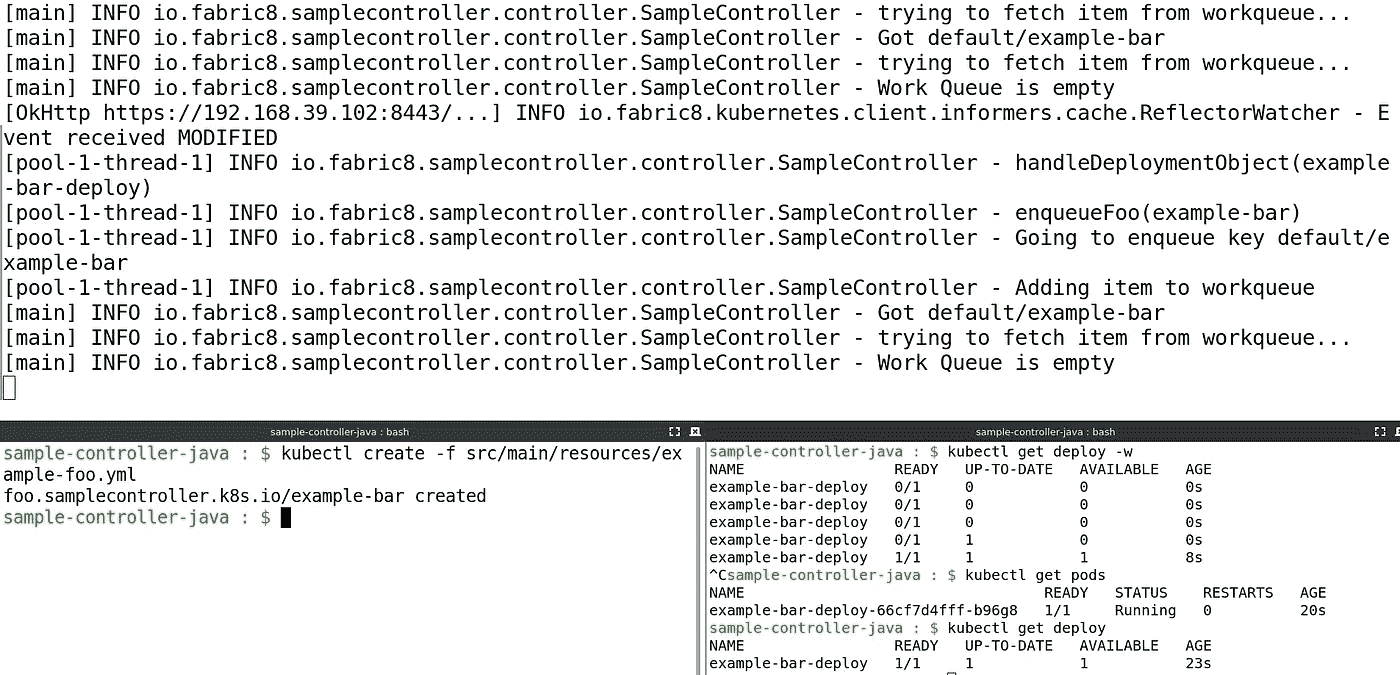 [main] INFO io.fabric8.samplecontroller.controller.SampleController - trying to fetch item from workqueue...
[main] INFO io.fabric8.samplecontroller.controller.SampleController - Got default/example-bar
[main] INFO io.fabric8.samplecontroller.controller.SampleController - trying to fetch item from workqueue...
[main] INFO io.fabric8.samplecontroller.controller.SampleController - Work Queue is empty
[OkHttp https://192.168.39.102:8443/...] INFO io.fabric8.kubernetes.client.informers.cache.ReflectorWatcher - E
vent received MODIFIED
[pool-1-thread-1] INFO io.fabric8.samplecontroller.controller.SampleController - handleDeploymentObject(example
-bar-deploy)
[pool-1-thread-1] INFO io.fabric8.samplecontroller.controller.SampleController - enqueueFoo(example-bar)
[pool-1-thread-1] INFO io.fabric8.samplecontroller.controller.SampleController - Going to enqueue key default/e
xample-bar
[pool-1-thread-1] INFO io.fabric8.samplecontroller.controller.SampleController - Adding item to workqueue
[main] INFO io.fabric8.samplecontroller.controller.SampleController - Got default/example-bar
[main] INFO io.fabric8.samplecontroller.controller.SampleController - trying to fetch item from workqueue...
[main] INFO io.fabric8.samplecontroller.controller.SampleController - Work Queue is empty
sample-controller-java : bash
sample-controller-java : $ kubectl create -f src/main/resources/ex
ample-foo.yml
foo.samplecontroller.k8s.io/example-bar created
sample-controller-java : $
sample-controller-java : bash
sample-controller-java : $ kubectl get deploy -w
NAME READY UP-TO-DATE AVAILABLE AGE
example-bar-deploy 0/1 0 0 0s
example-bar-deploy 0/1 0 0 0s
example-bar-deploy 0/1 0 0 0s
example-bar-deploy 0/1 1 0 0s
example-bar-deploy 1/1 1 1 8s
^Csample-controller-java : $ kubectl get pods
NAME READY STATUS RESTARTS AGE
example-bar-deploy-66cf7d4fff-b96g8 1/1 Running 0 20s
sample-controller-java : $ kubectl get deploy
NAME READY UP-TO-DATE AVAILABLE AGE
example-bar-deploy 1/1 1 1 23s